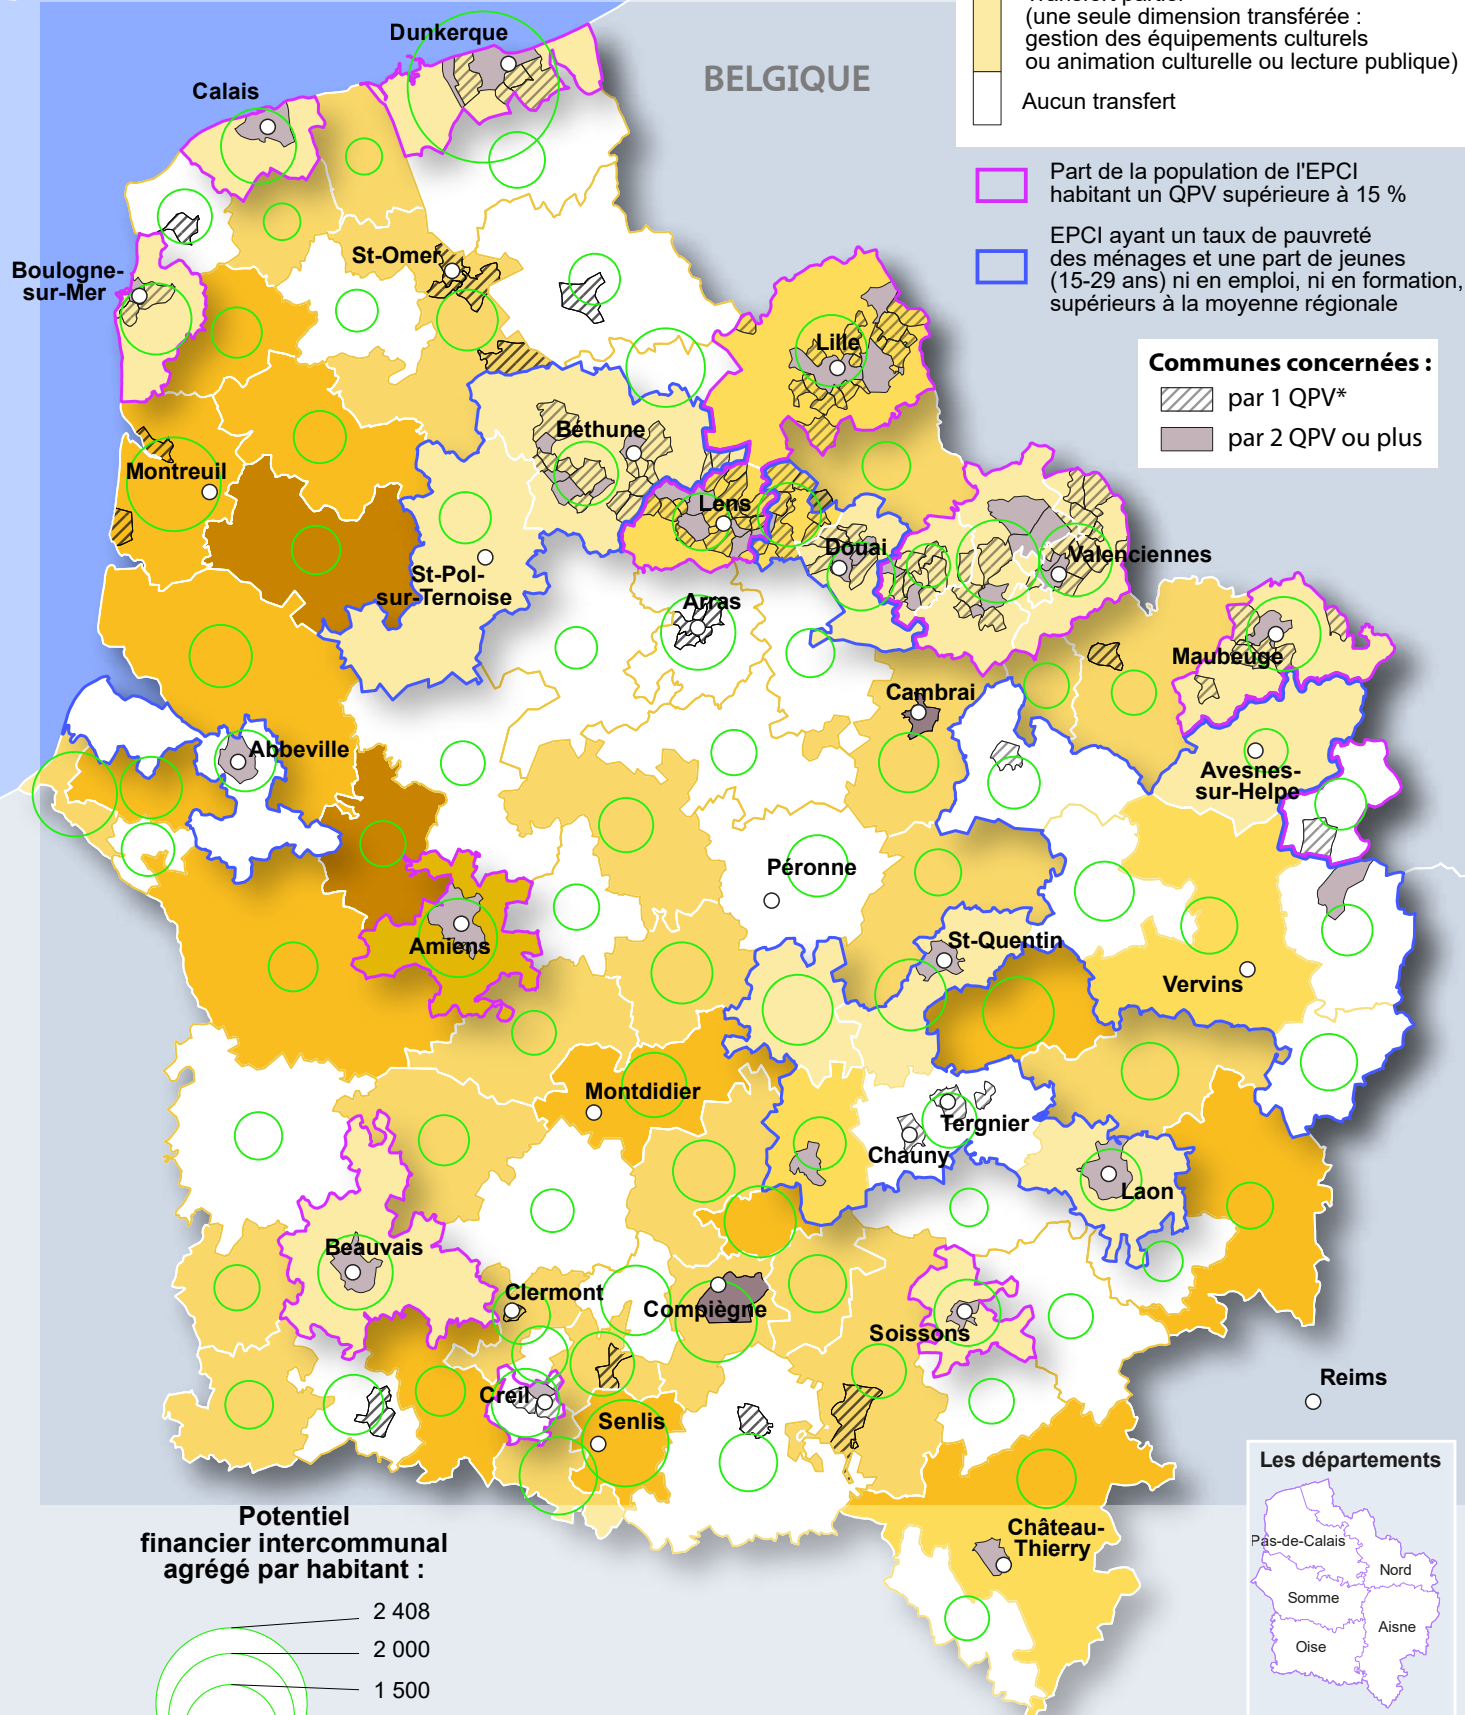 (une seule dimension transférée :
gestion des équipements culturels
ou animation culturelle ou lecture publique)
Aucun transfert
Part de la population de l'EPCI
habitant un QPV supérieure à 15 %
EPCI ayant un taux de pauvreté
des ménages et une part de jeunes
(15-29 ans) ni en emploi, ni en formation,
supérieurs à la moyenne régionale
Communes concernées :
par 1 QPV*
par 2 QPV ou plus
BELGIQUE
Dunkerque
Calais
St-Omer
Boulogne-
sur-Mer
Lille
Béthune
Montreuil
Lens
Douai
Valenciennes
St-Pol-
sur-Ternoise
Arras
Maubeuge
Cambrai
Abbeville
Avesnes-
sur-Helpe
Péronne
Amiens
St-Quentin
Vervins
Montdidier
Tergnier
Chauny
Laon
Beauvais
Clermont
Compiègne
Soissons
Creil
Senlis
Reims
Château-
Thierry
Potentiel
financier intercommunal
agrégé par habitant :
2 408
2 000
1 500
Les départements
Pas-de-Calais
Nord
Somme
Aisne
Oise